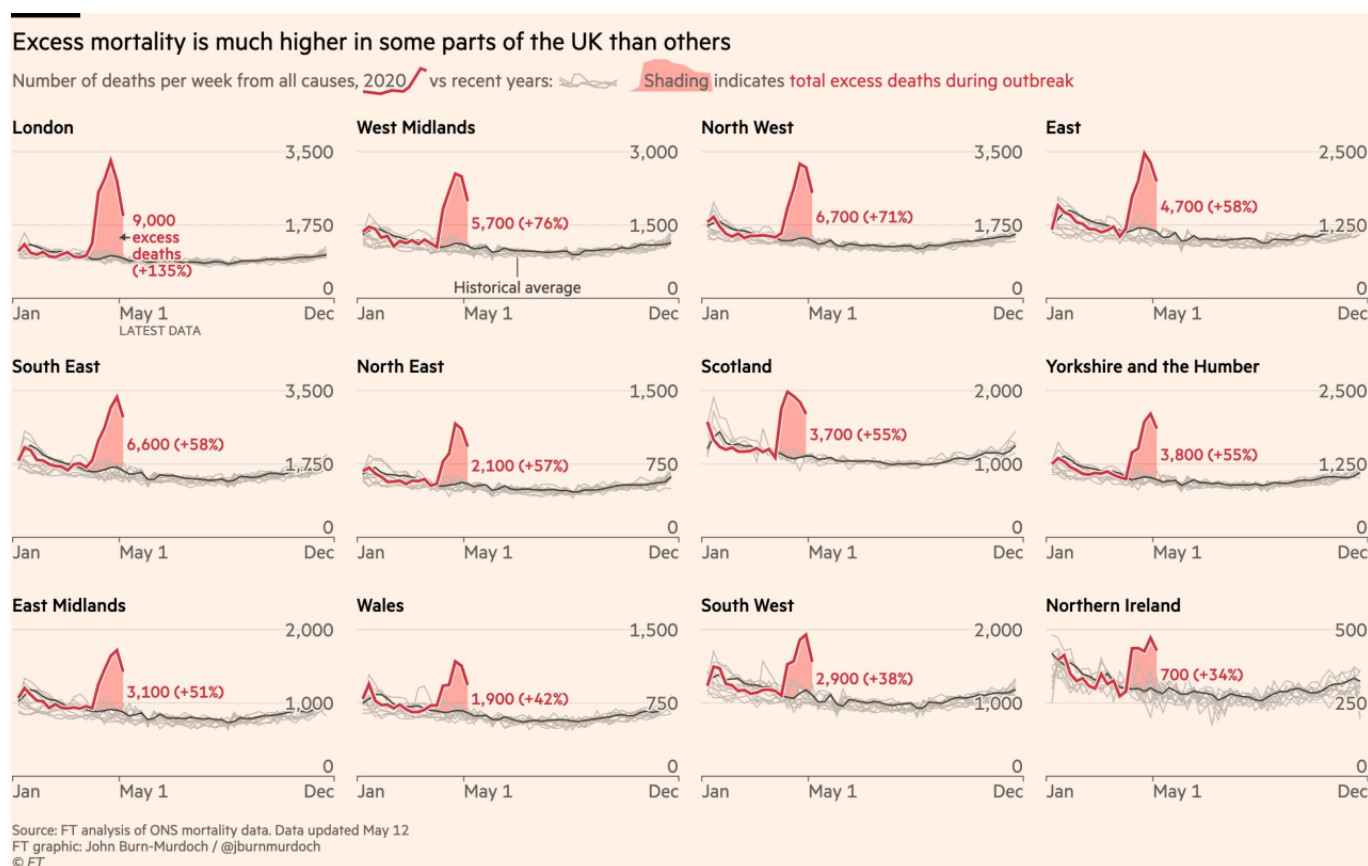 Excess mortality is much higher in some parts of the UK than others
Number of deaths per week from all causes, 2020 vs recent years: Shading indicates total excess deaths during outbreak
London
3,500
1,750
0
9,000
excess
deaths
(+135%)
Jan
May 1
Dec
LATEST DATA
West Midlands
3,000
1,500
0
5,700 (+76%)
Historical average
Jan
May 1
Dec
North West
3,500
1,750
0
6,700 (+71%)
Jan
May 1
Dec
East
2,500
1,250
0
4,700 (+58%)
Jan
May 1
Dec
South East
3,500
1,750
0
6,600 (+58%)
Jan
May 1
Dec
North East
1,500
750
0
2,100 (+57%)
Jan
May 1
Dec
Scotland
2,000
1,000
0
3,700 (+55%)
Jan
May 1
Dec
Yorkshire and the Humber
2,500
1,250
0
3,800 (+55%)
Jan
May 1
Dec
East Midlands
2,000
1,000
0
3,100 (+51%)
Jan
May 1
Dec
Wales
1,500
750
0
1,900 (+42%)
Jan
May 1
Dec
South West
2,000
1,000
0
2,900 (+38%)
Jan
May 1
Dec
Northern Ireland
500
250
0
700 (+34%)
Jan
May 1
Dec
Source: FT analysis of ONS mortality data. Data updated May 12
FT graphic: John Burn-Murdoch / @jburnmurdoch
© FT